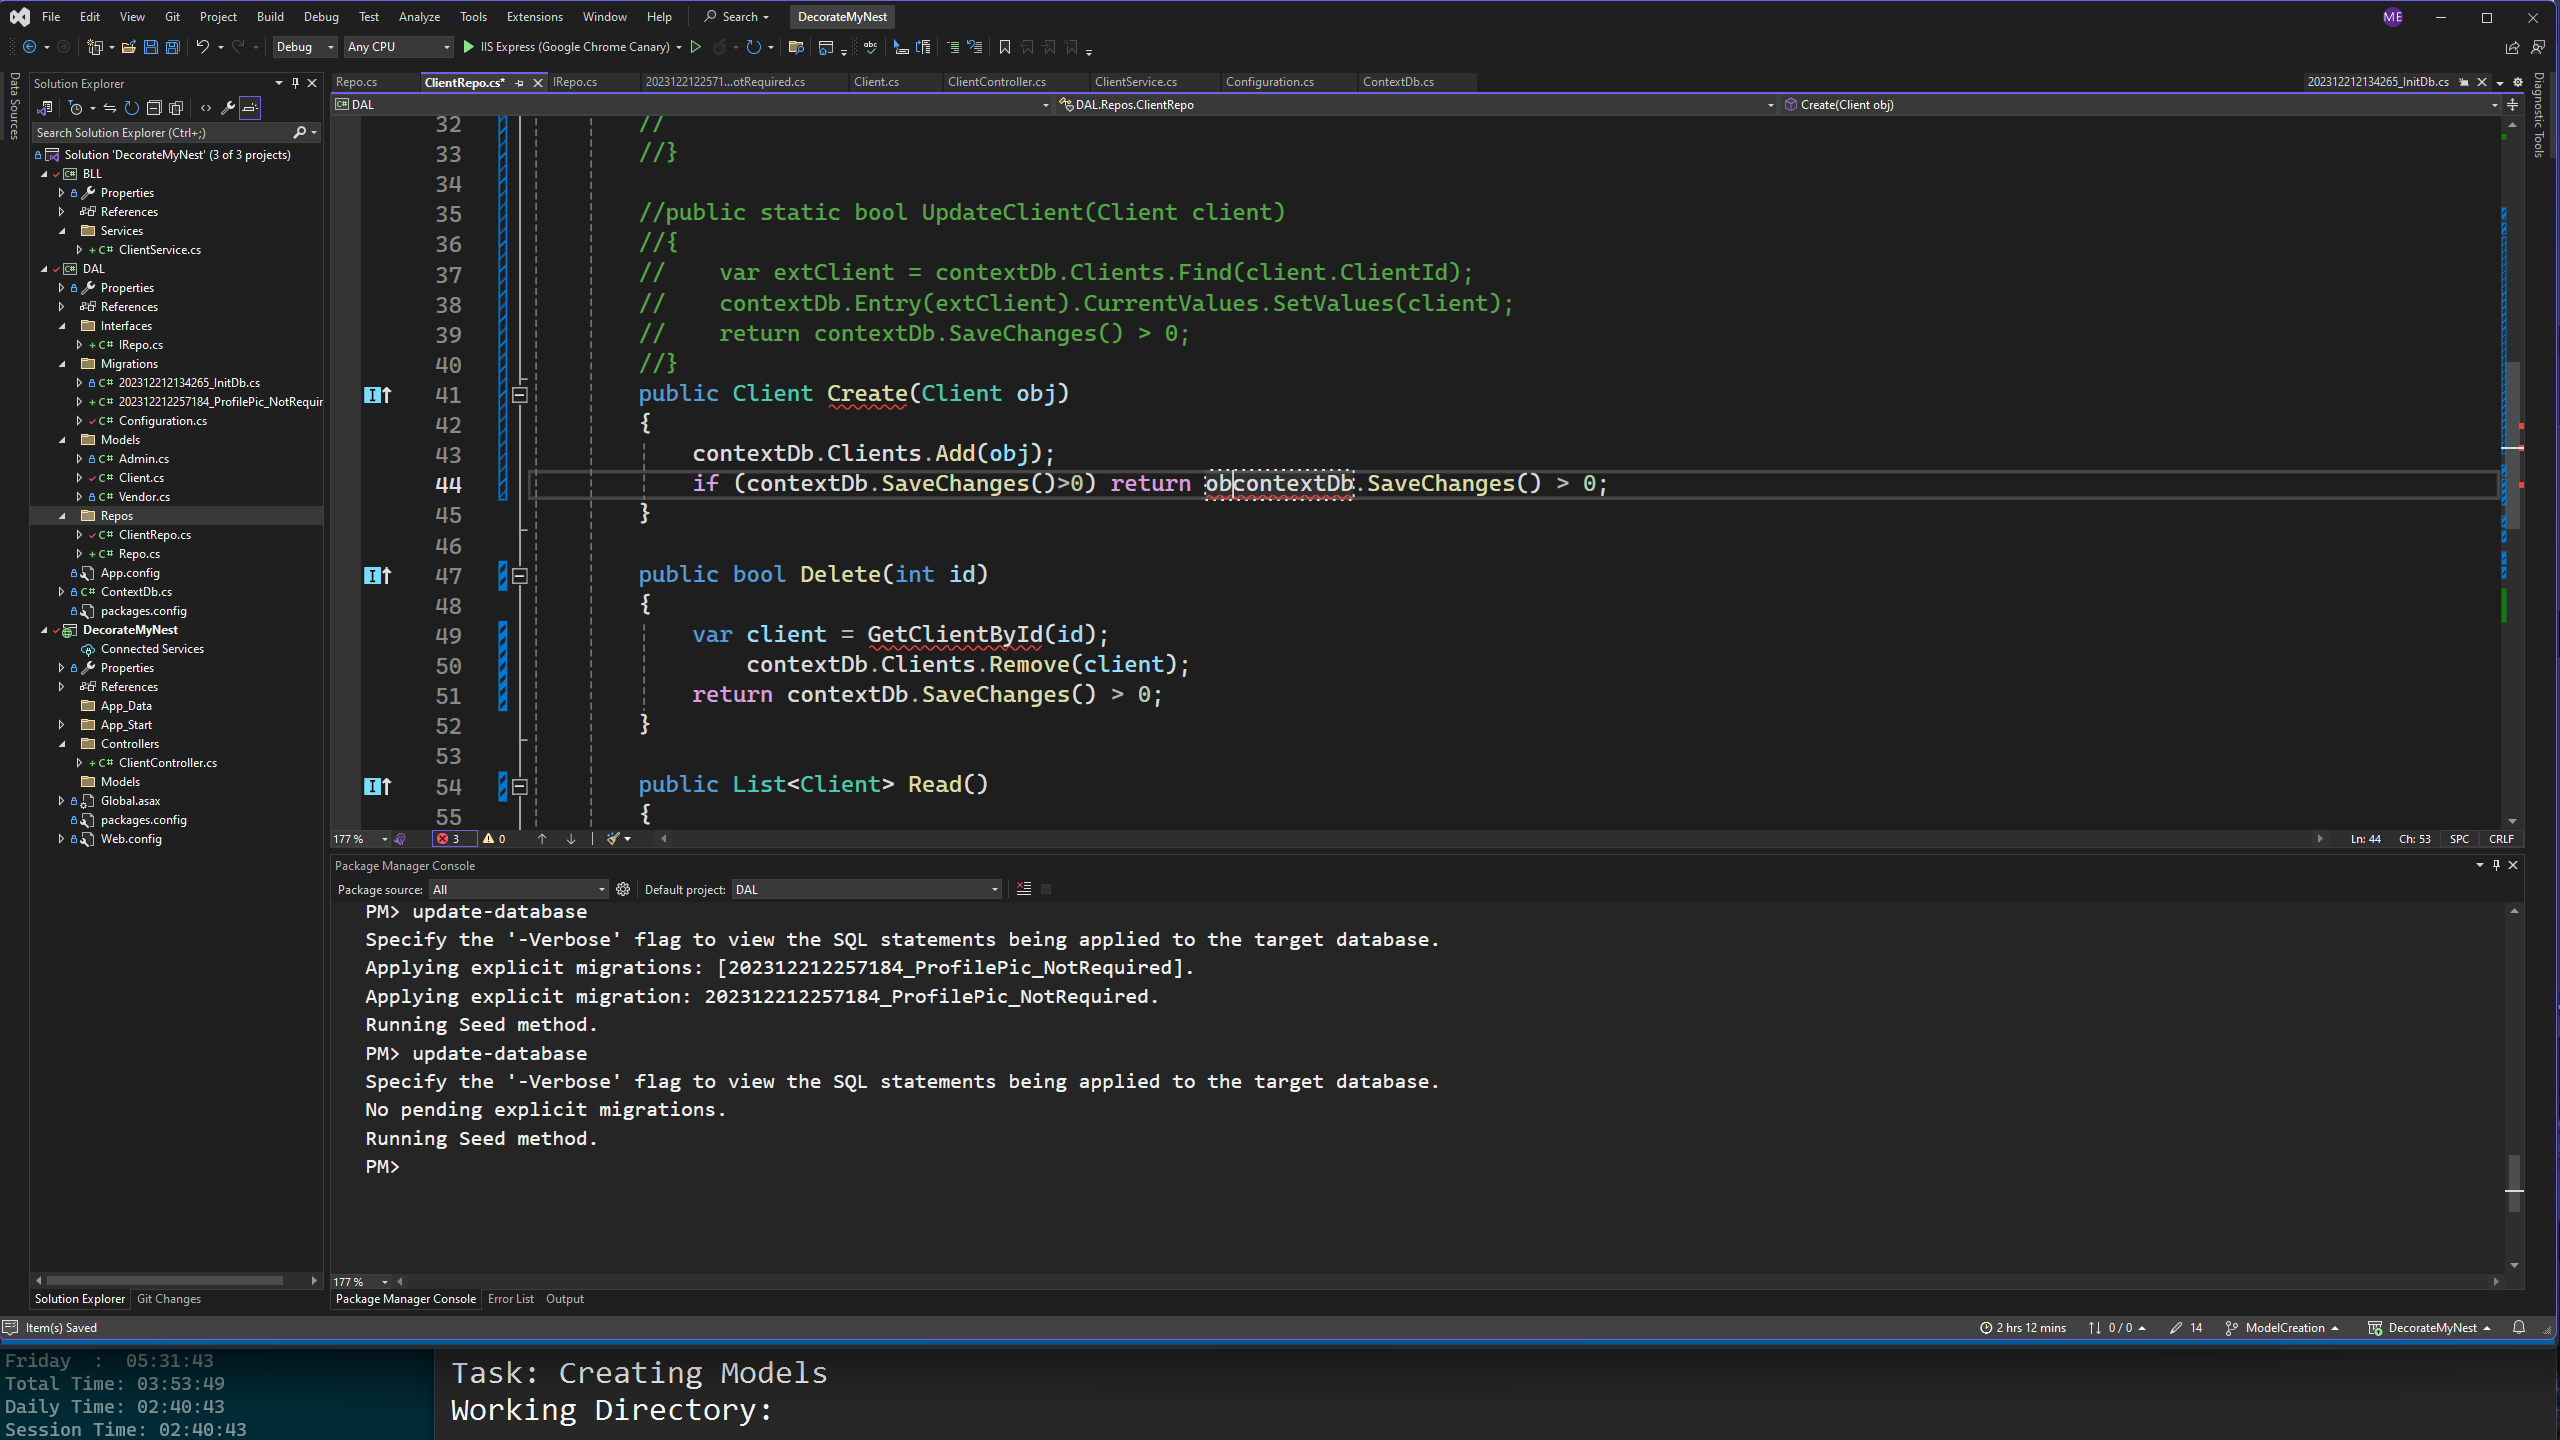 File Edit View Git Project Build Debug Test Analyze Tools Extensions Window Help Search DecorateMyNest ME
Debug Any CPU IIS Express (Google Chrome Canary)
Data Sources
Solution Explorer
Search Solution Explorer (Ctrl+;)
Solution 'DecorateMyNest' (3 of 3 projects)
BLL
Properties
References
Services
C# ClientService.cs
DAL
Properties
References
Interfaces
C# IRepo.cs
Migrations
C# 202312212134265_InitDb.cs
C# 202312212257184_ProfilePic_NotRequir
C# Configuration.cs
Models
C# Admin.cs
C# Client.cs
C# Vendor.cs
Repos
C# ClientRepo.cs
C# Repo.cs
App.config
C# ContextDb.cs
packages.config
DecorateMyNest
Connected Services
Properties
References
App_Data
App_Start
Controllers
C# ClientController.cs
Models
Global.asax
packages.config
Web.config
Solution Explorer Git Changes
Repo.cs ClientRepo.cs* IRepo.cs 2023122122571...otRequired.cs Client.cs ClientController.cs ClientService.cs Configuration.cs ContextDb.cs 202312212134265_InitDb.cs
DAL DAL.Repos.ClientRepo Create(Client obj)
Diagnostic Tools
32 //
33 //}
34
35 //public static bool UpdateClient(Client client)
36 //{
37 // var extClient = contextDb.Clients.Find(client.ClientId);
38 // contextDb.Entry(extClient).CurrentValues.SetValues(client);
39 // return contextDb.SaveChanges() > 0;
40 //}
41 public Client Create(Client obj)
42 {
43 contextDb.Clients.Add(obj);
44 if (contextDb.SaveChanges()>0) return obcontextDb.SaveChanges() > 0;
45 }
46
47 public bool Delete(int id)
48 {
49 var client = GetClientById(id);
50 contextDb.Clients.Remove(client);
51 return contextDb.SaveChanges() > 0;
52 }
53
54 public List<Client> Read()
55 {
177 % 3 0 Ln: 44 Ch: 53 SPC CRLF
Package Manager Console
Package source: All Default project: DAL
PM> update-database
Specify the '-Verbose' flag to view the SQL statements being applied to the target database.
Applying explicit migrations: [202312212257184_ProfilePic_NotRequired].
Applying explicit migration: 202312212257184_ProfilePic_NotRequired.
Running Seed method.
PM> update-database
Specify the '-Verbose' flag to view the SQL statements being applied to the target database.
No pending explicit migrations.
Running Seed method.
PM>
177 %
Package Manager Console Error List Output
Item(s) Saved 2 hrs 12 mins 0 / 0 14 ModelCreation DecorateMyNest
Friday : 05:31:43
Total Time: 03:53:49
Daily Time: 02:40:43
Session Time: 02:40:43
Task: Creating Models
Working Directory: